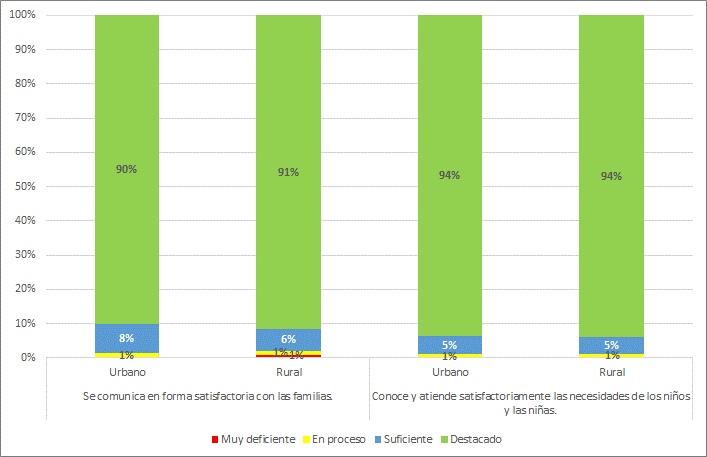 100%
90%
80%
70%
60%
50%
40%
30%
20%
10%
0%
90%
91%
94%
94%
8%
6%
5%
5%
1%
1%
1%
1%
1%
Urbano
Rural
Urbano
Rural
Se comunica en forma satisfactoria con las familias.
Conoce y atiende satisfactoriamente las necesidades de los niños
y las niñas.
Muy deficiente
En proceso
Suficiente
Destacado